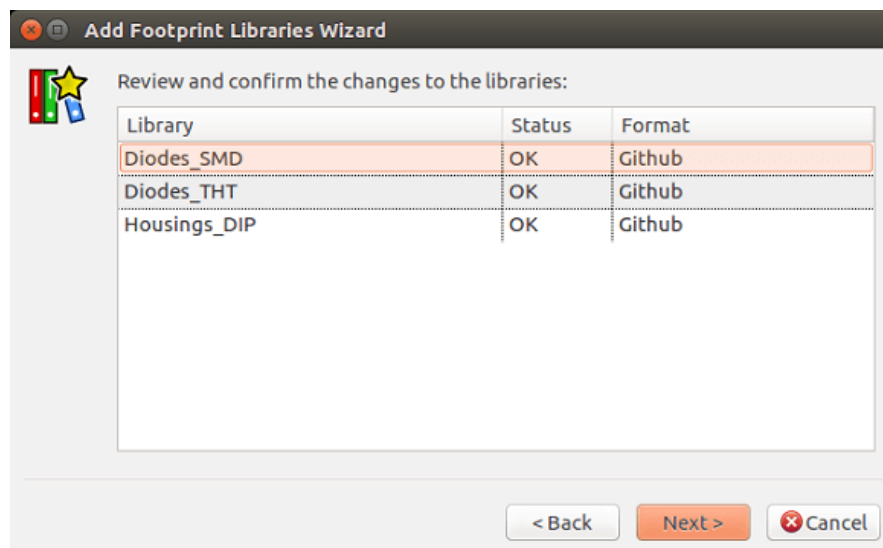 Add Footprint Libraries Wizard
Review and confirm the changes to the libraries:
Library Status Format
Diodes_SMD OK Github
Diodes_THT OK Github
Housings_DIP OK Github
< Back Next > Cancel